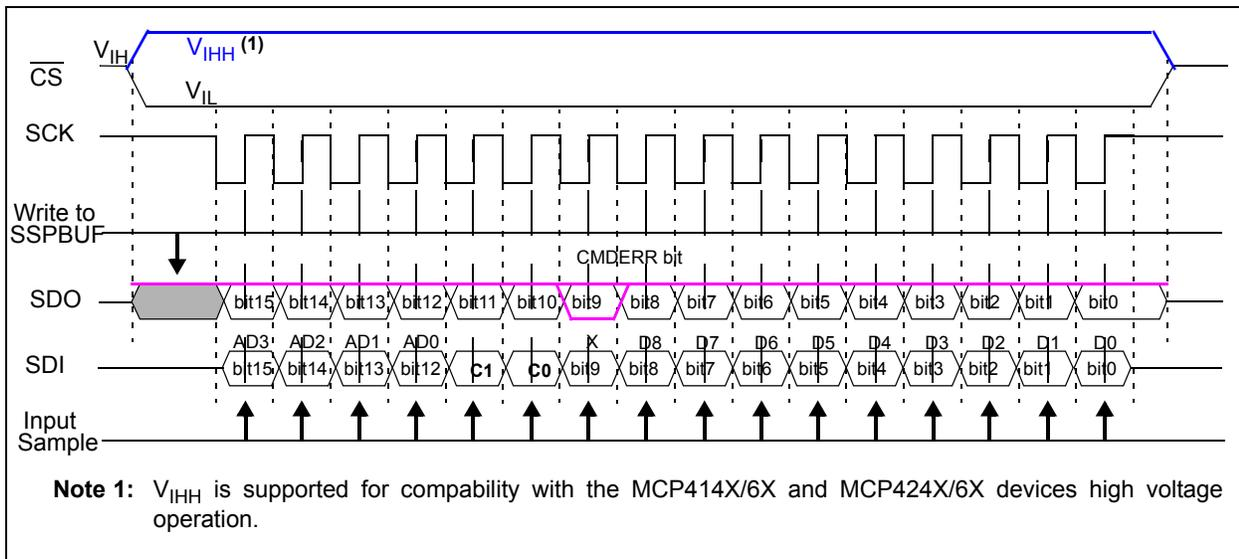 VIH VIHH (1)
CS
VIL
SCK
Write to
SSPBUF
CMDERR bit
SDO bit15 bit14 bit13 bit12 bit11 bit10 bit9 bit8 bit7 bit6 bit5 bit4 bit3 bit2 bit1 bit0
AD3 AD2 AD1 AD0 X D8 D7 D6 D5 D4 D3 D2 D1 D0
SDI bit15 bit14 bit13 bit12 C1 C0 bit9 bit8 bit7 bit6 bit5 bit4 bit3 bit2 bit1 bit0
Input
Sample
Note 1: VIHH is supported for compability with the MCP414X/6X and MCP424X/6X devices high voltage
operation.